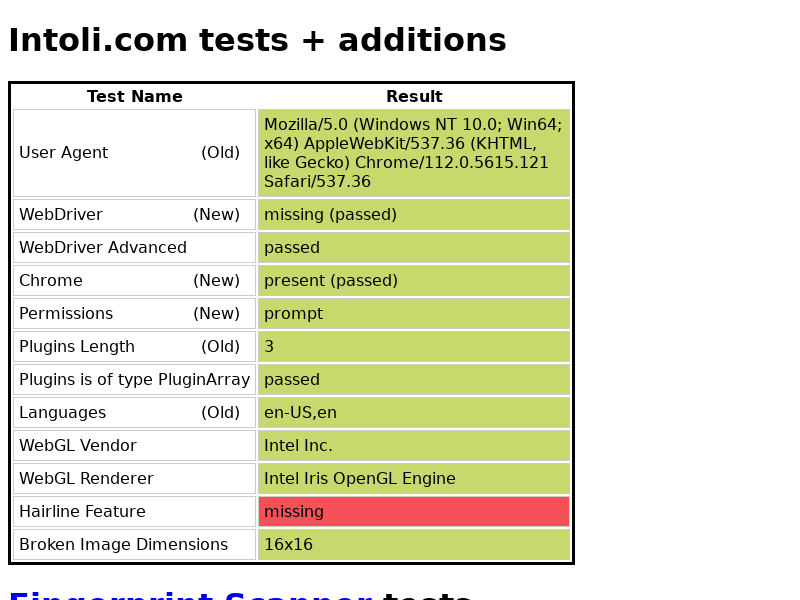 Intoli.com tests + additions
Test Name Result
User Agent (Old) Mozilla/5.0 (Windows NT 10.0; Win64;
x64) AppleWebKit/537.36 (KHTML,
like Gecko) Chrome/112.0.5615.121
Safari/537.36
WebDriver (New) missing (passed)
WebDriver Advanced passed
Chrome (New) present (passed)
Permissions (New) prompt
Plugins Length (Old) 3
Plugins is of type PluginArray passed
Languages (Old) en-US,en
WebGL Vendor Intel Inc.
WebGL Renderer Intel Iris OpenGL Engine
Hairline Feature missing
Broken Image Dimensions 16x16
Fingerprint Scanner tests